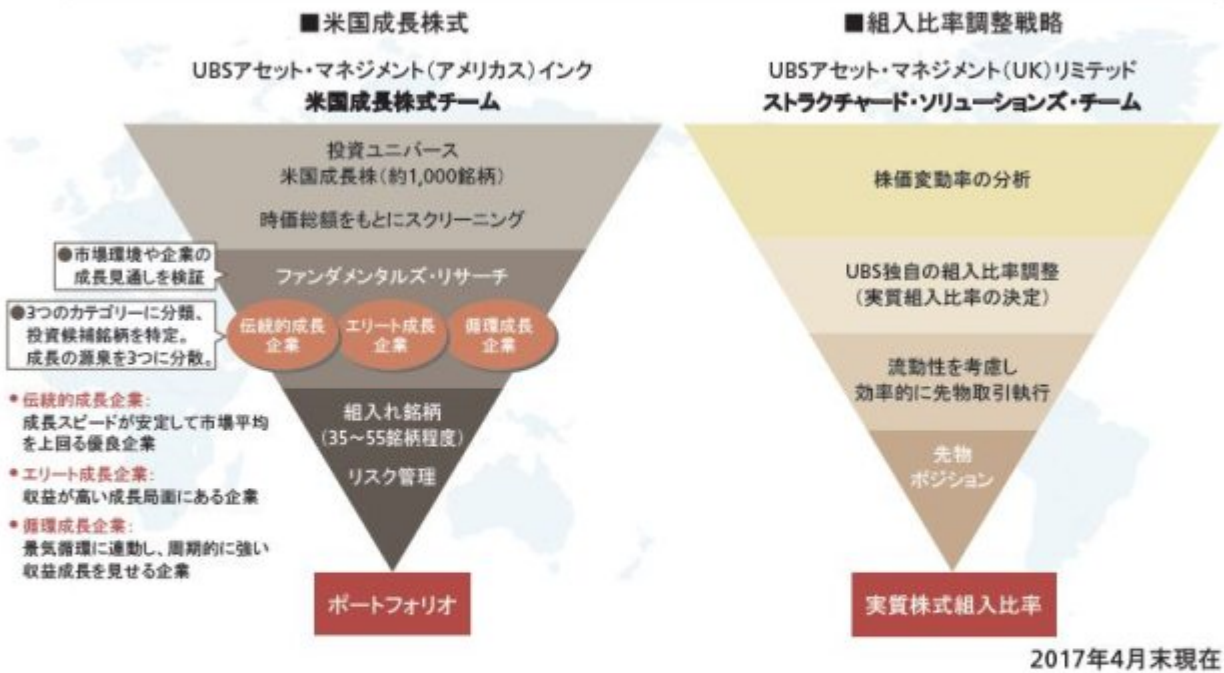 ■米国成長株式
UBSアセット・マネジメント(アメリカス)インク
米国成長株式チーム
投資ユニバース
米国成長株(約1,000銘柄)
時価総額をもとにスクリーニング
●市場環境や企業の
成長見通しを検証
ファンダメンタルズ・リサーチ
●3つのカテゴリーに分類、
投資候補銘柄を特定。
成長の源泉を3つに分散。
伝統的成長
企業
エリート成長
企業
循環成長
企業
•伝統的成長企業:
成長スピードが安定して市場平均
を上回る優良企業
•エリート成長企業:
収益が高い成長局面にある企業
•循環成長企業:
景気循環に連動し、周期的に強い
収益成長を見せる企業
組入れ銘柄
(35〜55銘柄程度)
リスク管理
ポートフォリオ
■組入比率調整戦略
UBSアセット・マネジメント(UK)リミテッド
ストラクチャード・ソリューションズ・チーム
株価変動率の分析
UBS独自の組入比率調整
(実質組入比率の決定)
流動性を考慮し
効率的に先物取引執行
先物
ポジション
実質株式組入比率
2017年4月末現在